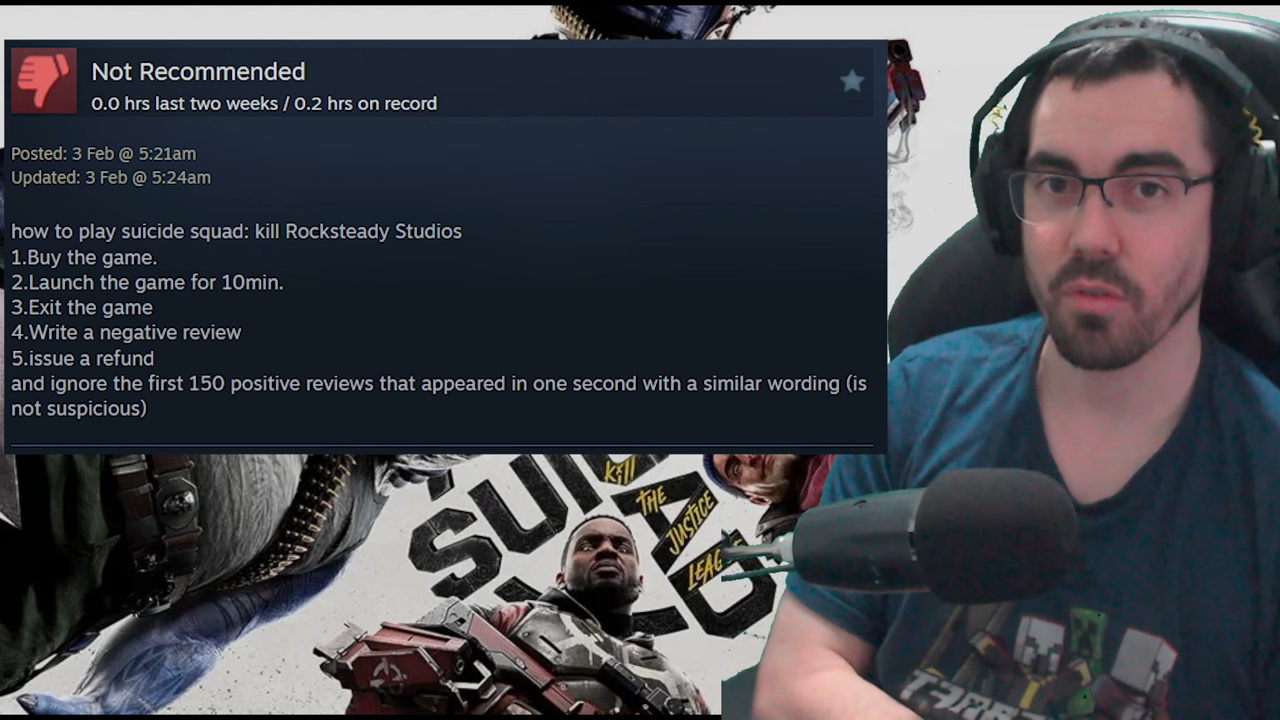 Not Recommended
0.0 hrs last two weeks / 0.2 hrs on record
Posted: 3 Feb @ 5:21am
Updated: 3 Feb @ 5:24am
how to play suicide squad: kill Rocksteady Studios
1.Buy the game.
2.Launch the game for 10min.
3.Exit the game
4.Write a negative review
5.issue a refund
and ignore the first 150 positive reviews that appeared in one second with a similar wording (is
not suspicious)
KILL
THE
JUSTICE